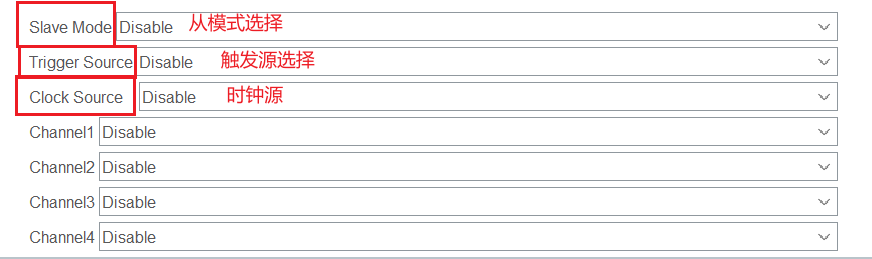 Slave Mode Disable 从模式选择
Trigger Source Disable 触发源选择
Clock Source Disable 时钟源
Channel1 Disable
Channel2 Disable
Channel3 Disable
Channel4 Disable